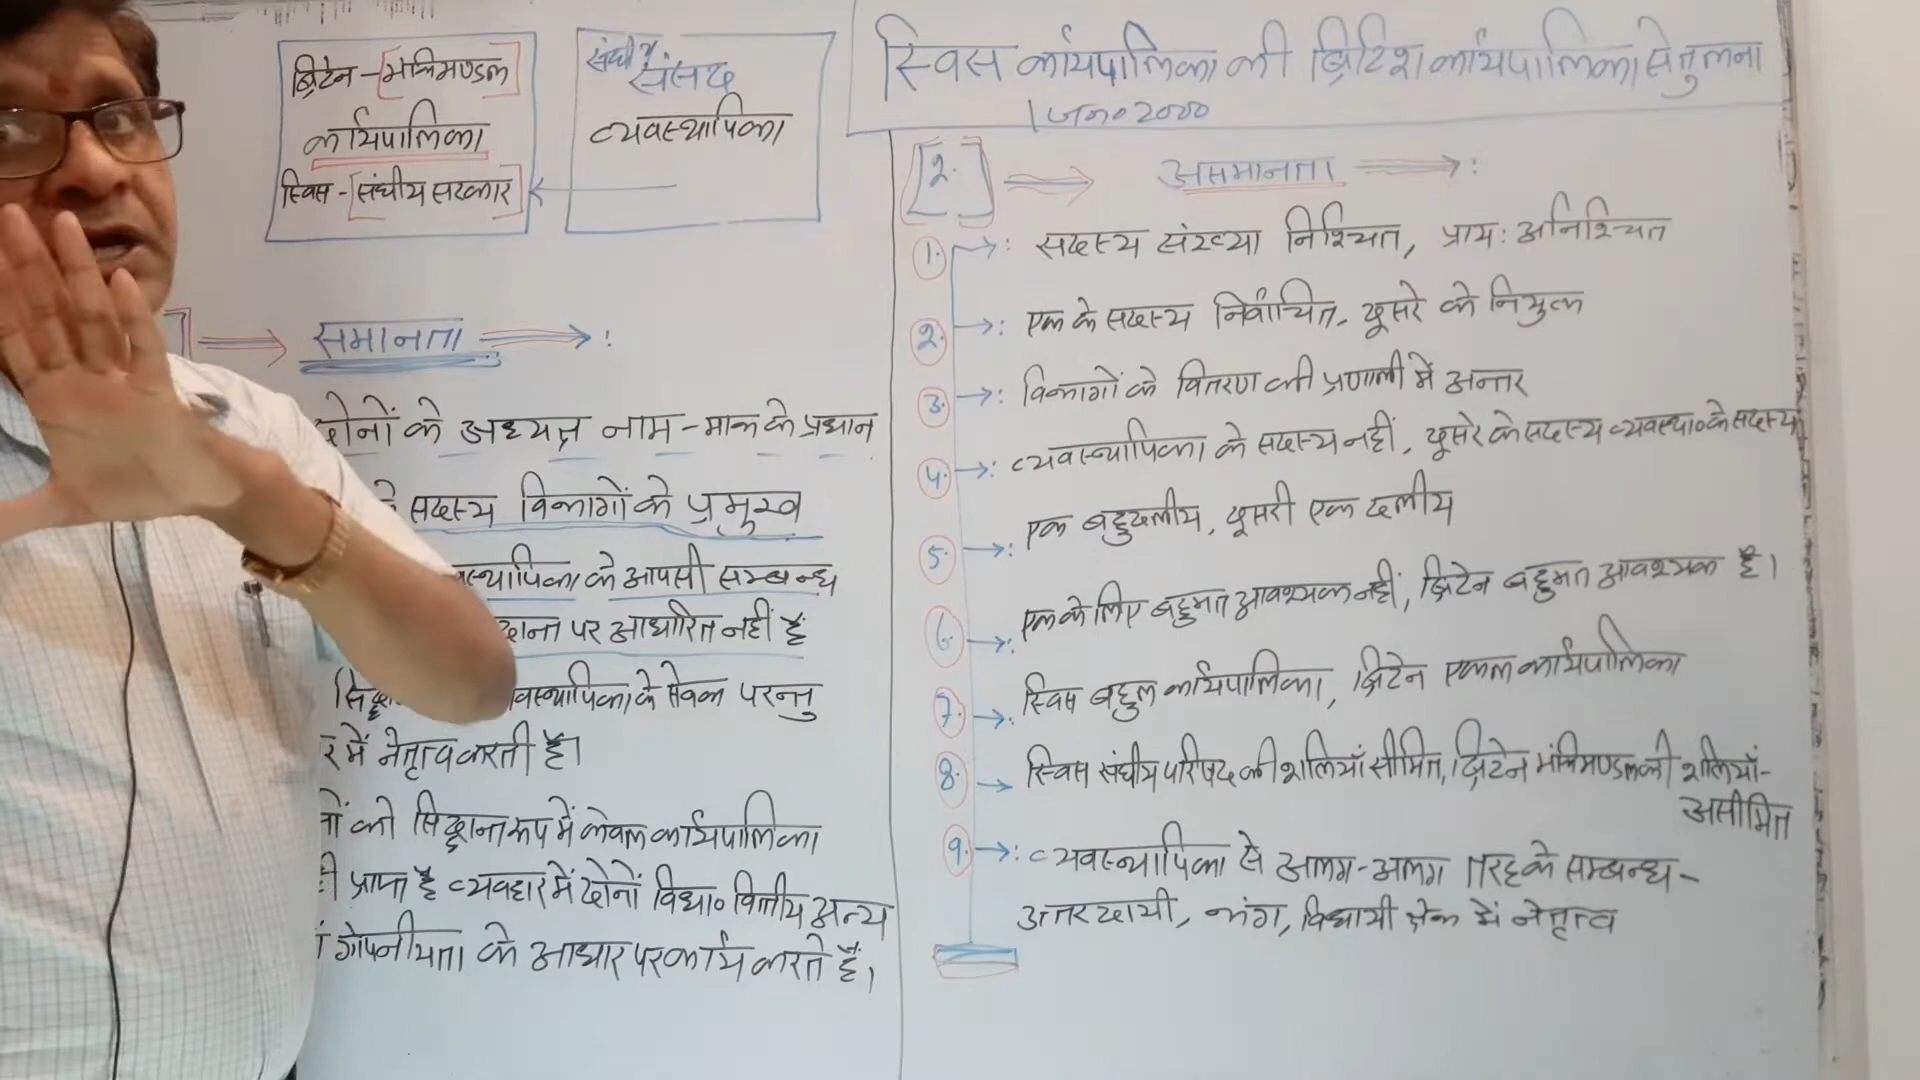 ब्रिटेन - [मंत्रिमण्डल]
कार्यपालिका
स्विस - [संघीय सरकार]
संघीय
संसद
व्यवस्थापिका
समानता :
दोनों के अध्यक्ष नाम-मात्र के प्रधान
सदस्य विभागों के प्रमुख
के आपसी सम्बन्ध
पर आधारित नहीं है
के सेवक परन्तु
में नेतृत्व करती है।
को सिद्धान्त रूप में केवल कार्यपालिका
प्राप्त है व्यवहार में दोनों विधा० वित्तीय अन्य
गोपनीयता के आधार पर कार्य करते हैं।
स्विस कार्यपालिका की ब्रिटिश कार्यपालिका से तुलना
1 जन० 2000
[2.] असमानता :
1. : सदस्य संख्या निश्चित, प्राय: अनिश्चित
2. : एक के सदस्य निर्वाचित, दूसरे के नियुक्त
3. : विभागों के वितरण की प्रणाली में अन्तर
4. : व्यवस्थापिका के सदस्य नहीं, दूसरे के सदस्य व्यवस्था० के सदस्य
5. : एक बहुदलीय, दूसरी एक दलीय
6. : एक के लिए बहुमत आवश्यक नहीं, ब्रिटेन बहुमत आवश्यक है।
7. : स्विस बहुल कार्यपालिका, ब्रिटेन एकल कार्यपालिका
8. स्विस संघीय परिषद की शक्तियाँ सीमित, ब्रिटेन मंत्रिमण्डल की शक्तियाँ-
असीमित
9. : व्यवस्थापिका से अलग-अलग तरह के सम्बन्ध -
उत्तरदायी, भंग, विधायी क्षेत्र में नेतृत्व